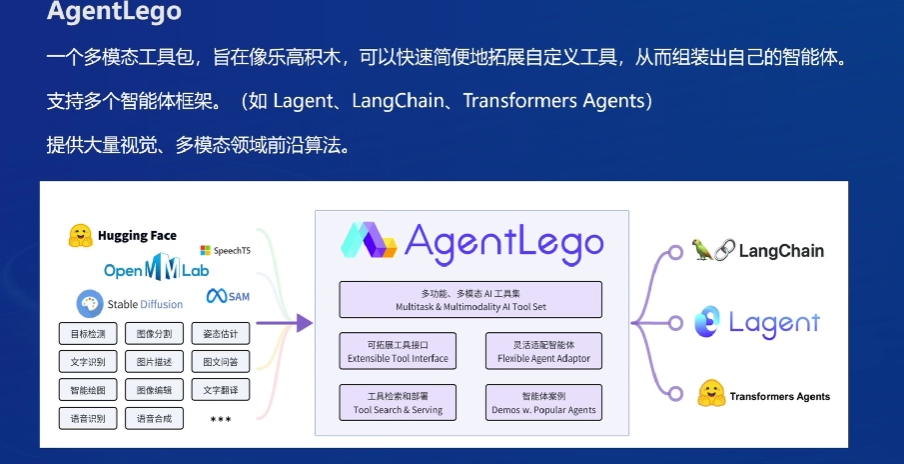 AgentLego
一个多模态工具包，旨在像乐高积木，可以快速简便地拓展自定义工具，从而组装出自己的智能体。
支持多个智能体框架。（如 Lagent、LangChain、Transformers Agents）
提供大量视觉、多模态领域前沿算法。
Hugging Face
SpeechT5
OpenMMLab
Stable Diffusion
SAM
目标检测
图像分割
姿态估计
文字识别
图片描述
图文问答
智能绘图
图像编辑
文字翻译
语音识别
语音合成
•••
AgentLego
多功能、多模态 AI 工具集
Multitask & Multimodality AI Tool Set
可拓展工具接口
Extensible Tool Interface
灵活适配智能体
Flexible Agent Adaptor
工具检索和部署
Tool Search & Serving
智能体案例
Demos w. Popular Agents
LangChain
Lagent
Transformers Agents